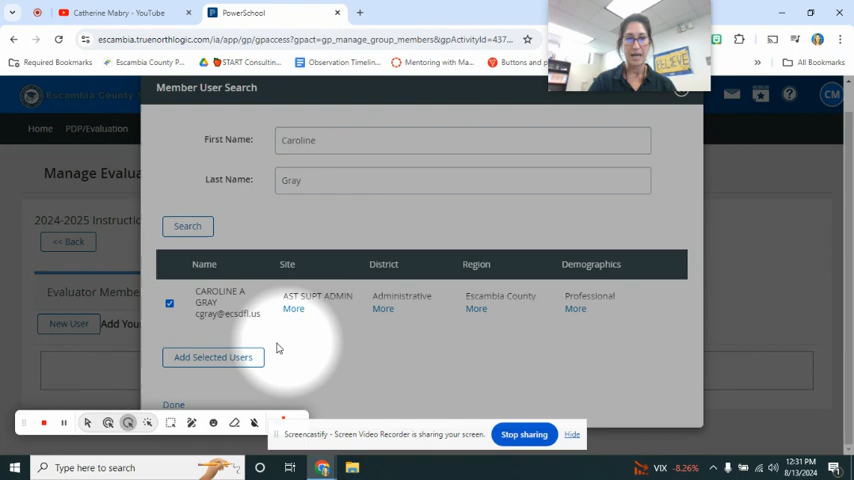 Catherine Mabry - YouTube
PowerSchool
escambia.truenorthlogic.com/ia/app/gp/gpaccess?gpact=gp_manage_group_members&gpActivityId=437...
Required Bookmarks
Escambia County P...
START Consulting...
Observation Timelin...
Mentoring with Ma...
Buttons and p
All Bookmarks
BELIEVE
Escambia County
Member User Search
CM
Home
PDP/Evaluation
First Name:
Caroline
Last Name:
Gray
Manage Evalua
2024-2025 Instructi
<< Back
Search
Name
Site
District
Region
Demographics
Evaluator Membe
CAROLINE A
GRAY
cgray@ecsdfl.us
AST SUPT ADMIN
More
Administrative
More
Escambia County
More
Professional
More
New User
Add Your
Add Selected Users
Done
Screencastify - Screen Video Recorder is sharing your screen.
Stop sharing
Hide
Type here to search
VIX
-8.26%
12:31 PM
8/13/2024
1